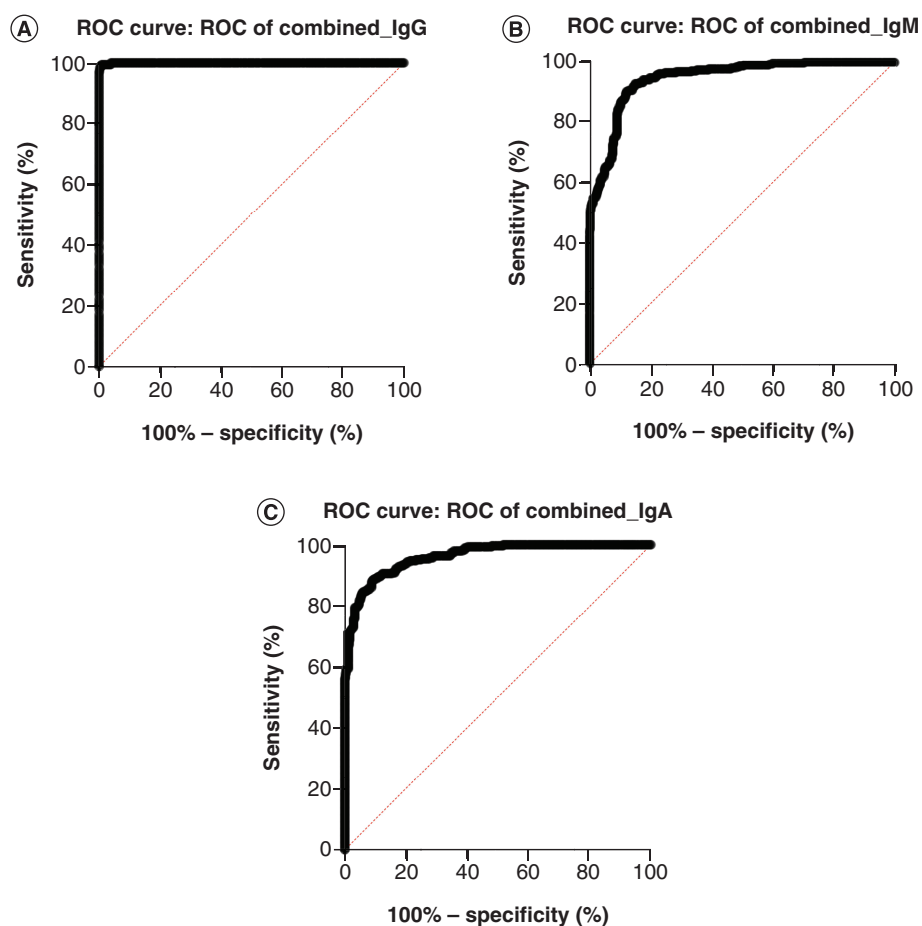 A ROC curve: ROC of combined_IgG
100
80
60
40
20
0
Sensitivity (%)
0 20 40 60 80 100
100% – specificity (%)
B ROC curve: ROC of combined_IgM
100
80
60
40
20
0
Sensitivity (%)
0 20 40 60 80 100
100% – specificity (%)
C ROC curve: ROC of combined_IgA
100
80
60
40
20
0
Sensitivity (%)
0 20 40 60 80 100
100% – specificity (%)